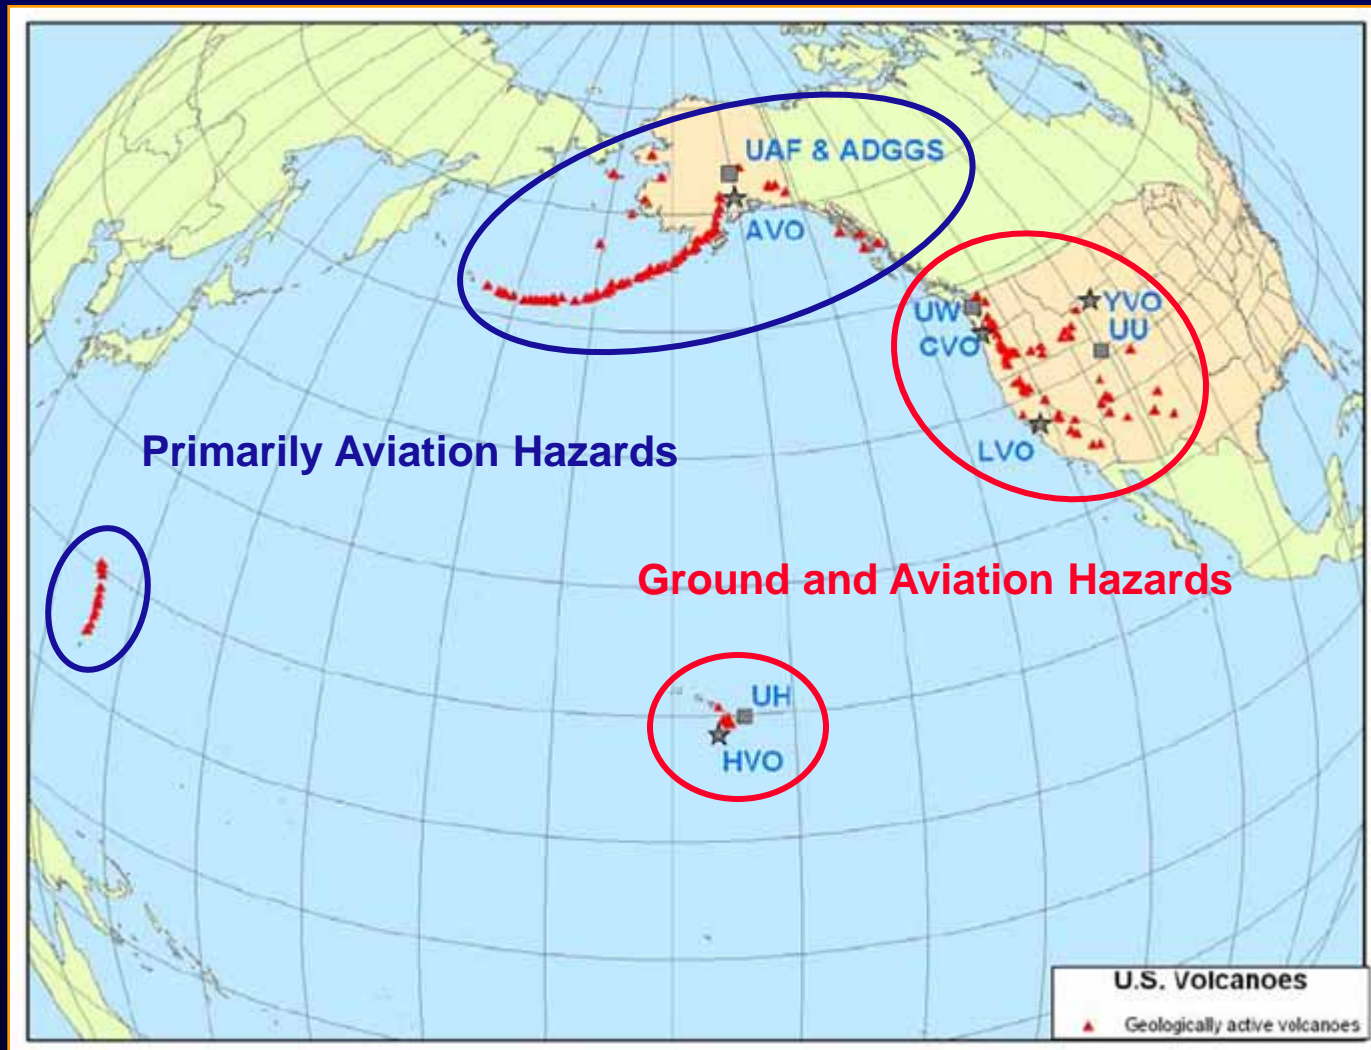 UAF & ADGGS
AVO
UW
CVO
YVO
UU
LVO
Primarily Aviation Hazards
Ground and Aviation Hazards
UH
HVO
U.S. Volcanoes
Geologically active volcanoes